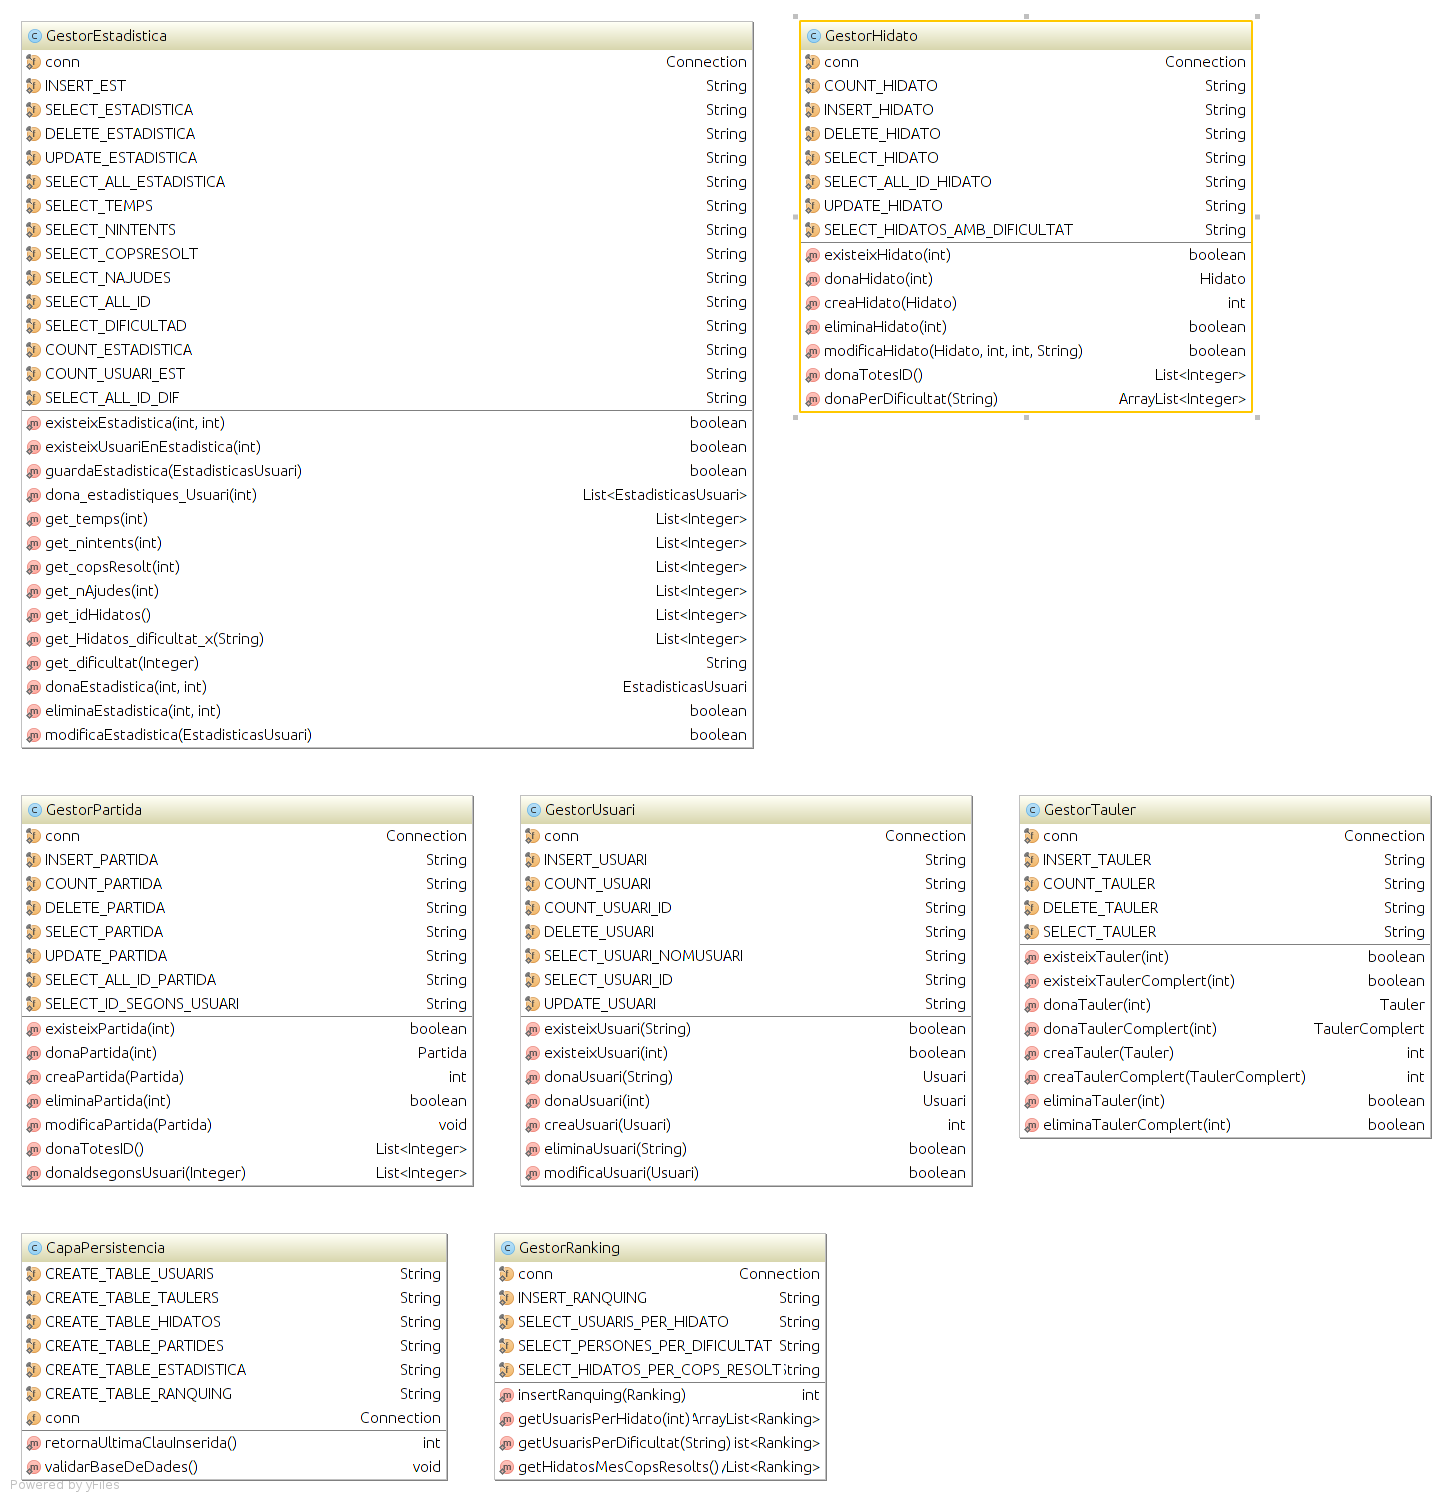 GestorEstadistica
conn Connection
INSERT_EST String
SELECT_ESTADISTICA String
DELETE_ESTADISTICA String
UPDATE_ESTADISTICA String
SELECT_ALL_ESTADISTICA String
SELECT_TEMPS String
SELECT_NINTENTS String
SELECT_COPSRESOLT String
SELECT_NAJUDES String
SELECT_ALL_ID String
SELECT_DIFICULTAD String
COUNT_ESTADISTICA String
COUNT_USUARI_EST String
SELECT_ALL_ID_DIF String
existeixEstadistica(int, int) boolean
existeixUsuariEnEstadistica(int) boolean
guardaEstadistica(EstadisticasUsuari) boolean
dona_estadistiques_Usuari(int) List<EstadisticasUsuari>
get_temps(int) List<Integer>
get_nintents(int) List<Integer>
get_copsResolt(int) List<Integer>
get_nAjudes(int) List<Integer>
get_idHidatos() List<Integer>
get_Hidatos_dificultat_x(String) List<Integer>
get_dificultat(Integer) String
donaEstadistica(int, int) EstadisticasUsuari
eliminaEstadistica(int, int) boolean
modificaEstadistica(EstadisticasUsuari) boolean
GestorHidato
conn Connection
COUNT_HIDATO String
INSERT_HIDATO String
DELETE_HIDATO String
SELECT_HIDATO String
SELECT_ALL_ID_HIDATO String
UPDATE_HIDATO String
SELECT_HIDATOS_AMB_DIFICULTAT String
existeixHidato(int) boolean
donaHidato(int) Hidato
creaHidato(Hidato) int
eliminaHidato(int) boolean
modificaHidato(Hidato, int, int, String) boolean
donaTotesID() List<Integer>
donaPerDificultat(String) ArrayList<Integer>
GestorPartida
conn Connection
INSERT_PARTIDA String
COUNT_PARTIDA String
DELETE_PARTIDA String
SELECT_PARTIDA String
UPDATE_PARTIDA String
SELECT_ALL_ID_PARTIDA String
SELECT_ID_SEGONS_USUARI String
existeixPartida(int) boolean
donaPartida(int) Partida
creaPartida(Partida) int
eliminaPartida(int) boolean
modificaPartida(Partida) void
donaTotesID() List<Integer>
donaIdsegonsUsuari(Integer) List<Integer>
GestorUsuari
conn Connection
INSERT_USUARI String
COUNT_USUARI String
COUNT_USUARI_ID String
DELETE_USUARI String
SELECT_USUARI_NOMUSUARI String
SELECT_USUARI_ID String
UPDATE_USUARI String
existeixUsuari(String) boolean
existeixUsuari(int) boolean
donaUsuari(String) Usuari
donaUsuari(int) Usuari
creaUsuari(Usuari) int
eliminaUsuari(String) boolean
modificaUsuari(Usuari) boolean
GestorTauler
conn Connection
INSERT_TAULER String
COUNT_TAULER String
DELETE_TAULER String
SELECT_TAULER String
existeixTauler(int) boolean
existeixTaulerComplert(int) boolean
donaTauler(int) Tauler
donaTaulerComplert(int) TaulerComplert
creaTauler(Tauler) int
creaTaulerComplert(TaulerComplert) int
eliminaTauler(int) boolean
eliminaTaulerComplert(int) boolean
CapaPersistencia
CREATE_TABLE_USUARIS String
CREATE_TABLE_TAULERS String
CREATE_TABLE_HIDATOS String
CREATE_TABLE_PARTIDES String
CREATE_TABLE_ESTADISTICA String
CREATE_TABLE_RANQUING String
conn Connection
retornaUltimaClauInserida() int
validarBaseDeDades() void
GestorRanking
conn Connection
INSERT_RANQUING String
SELECT_USUARIS_PER_HIDATO String
SELECT_PERSONES_PER_DIFICULTAT String
SELECT_HIDATOS_PER_COPS_RESOLT tring
insertRanquing(Ranking) int
getUsuarisPerHidato(int) ArrayList<Ranking>
getUsuarisPerDificultat(String) ist<Ranking>
getHidatosMesCopsResolts() yList<Ranking>
Powered by yFiles